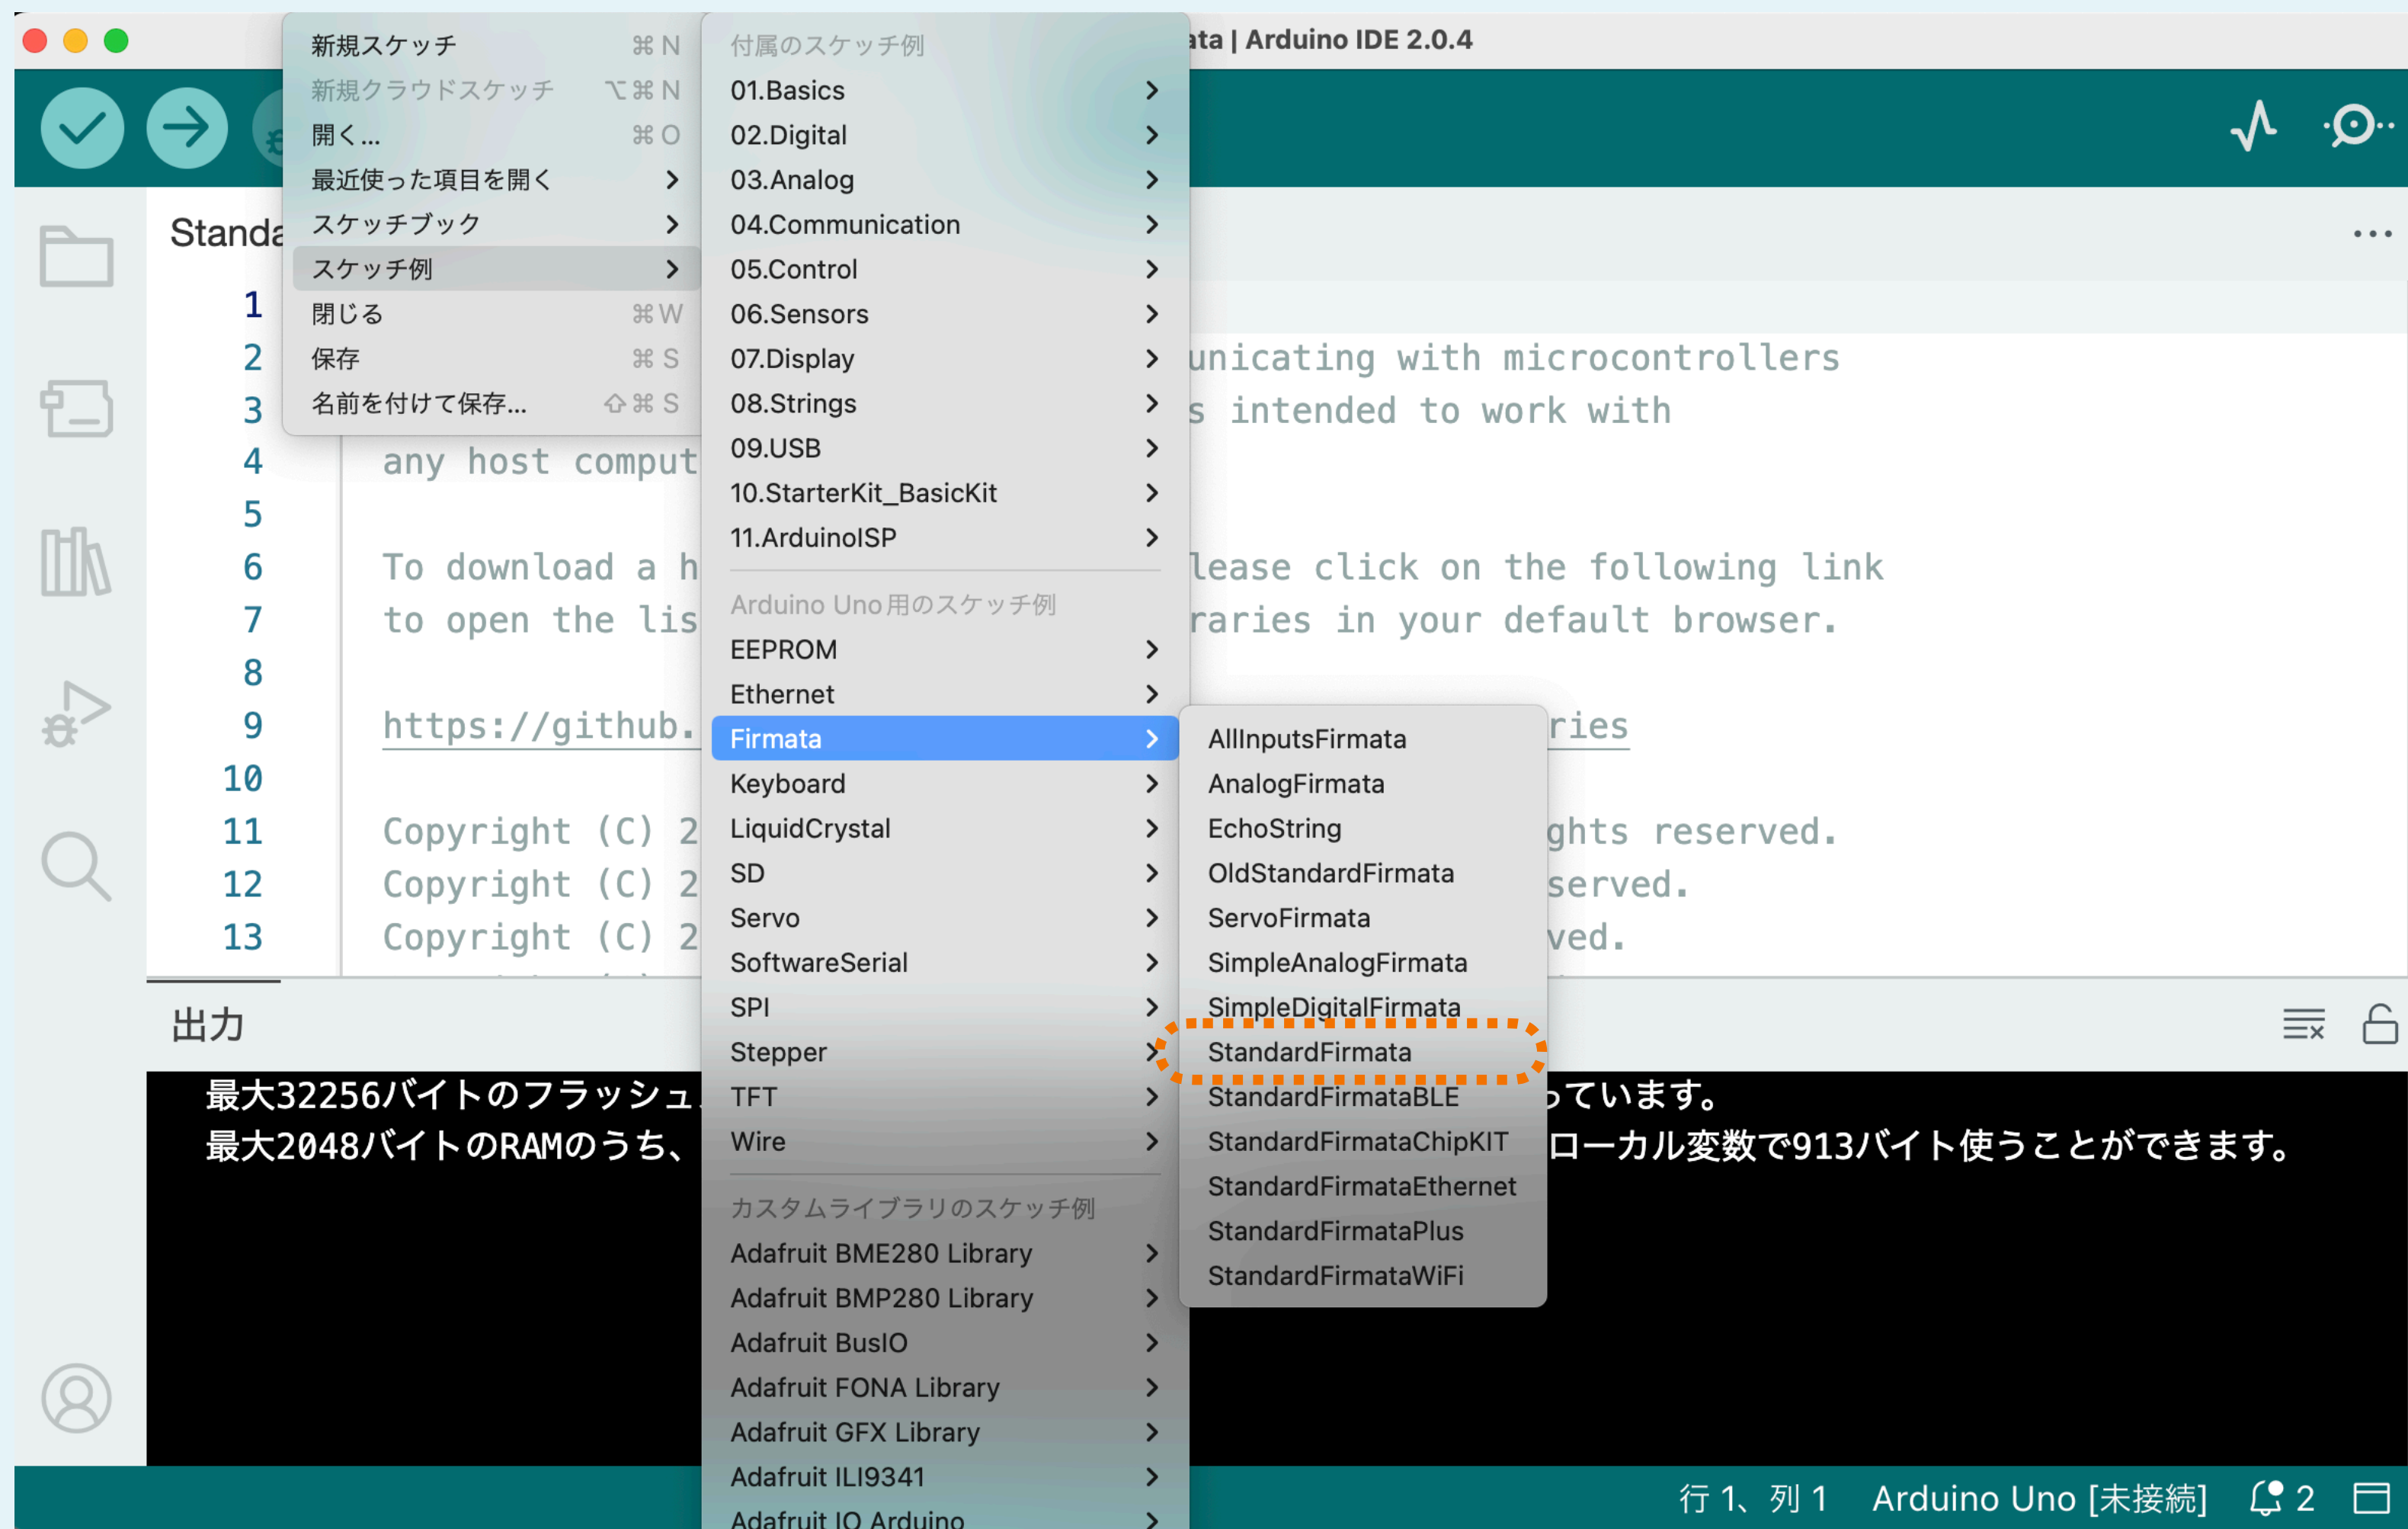 ata | Arduino IDE 2.0.4
新規スケッチ ⌘ N
新規クラウドスケッチ ⌥ ⌘ N
開く... ⌘ O
最近使った項目を開く
スケッチブック
スケッチ例
閉じる ⌘ W
保存 ⌘ S
名前を付けて保存... ⇧ ⌘ S
付属のスケッチ例
01.Basics
02.Digital
03.Analog
04.Communication
05.Control
06.Sensors
07.Display
08.Strings
09.USB
10.StarterKit_BasicKit
11.ArduinoISP
Arduino Uno用のスケッチ例
EEPROM
Ethernet
Firmata
Keyboard
LiquidCrystal
SD
Servo
SoftwareSerial
SPI
Stepper
TFT
Wire
カスタムライブラリのスケッチ例
Adafruit BME280 Library
Adafruit BMP280 Library
Adafruit BusIO
Adafruit FONA Library
Adafruit GFX Library
Adafruit ILI9341
Adafruit IO Arduino
AllInputsFirmata
AnalogFirmata
EchoString
OldStandardFirmata
ServoFirmata
SimpleAnalogFirmata
SimpleDigitalFirmata
StandardFirmata
StandardFirmataBLE
StandardFirmataChipKIT
StandardFirmataEthernet
StandardFirmataPlus
StandardFirmataWiFi
Standa
1
2 unicating with microcontrollers
3 s intended to work with
4 any host comput
5
6 To download a h lease click on the following link
7 to open the lis raries in your default browser.
8
9 https://github. ries
10
11 Copyright (C) 2 ghts reserved.
12 Copyright (C) 2 served.
13 Copyright (C) 2 ved.
出力
最大32256バイトのフラッシュ っています。
最大2048バイトのRAMのうち、 ローカル変数で913バイト使うことができます。
行 1、列 1 Arduino Uno [未接続] 2